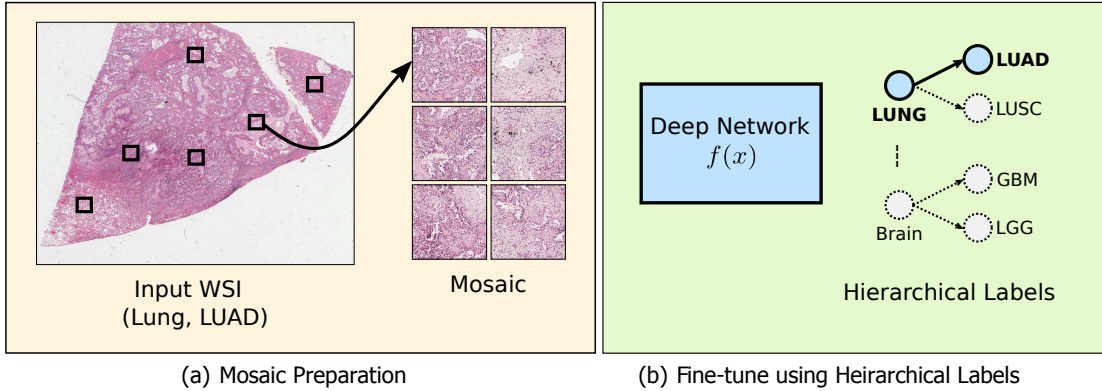 Input WSI
(Lung, LUAD)
Mosaic
(a) Mosaic Preparation
Deep Network
f(x)
LUNG
LUAD
LUSC
Brain
GBM
LGG
Hierarchical Labels
(b) Fine-tune using Heirarchical Labels